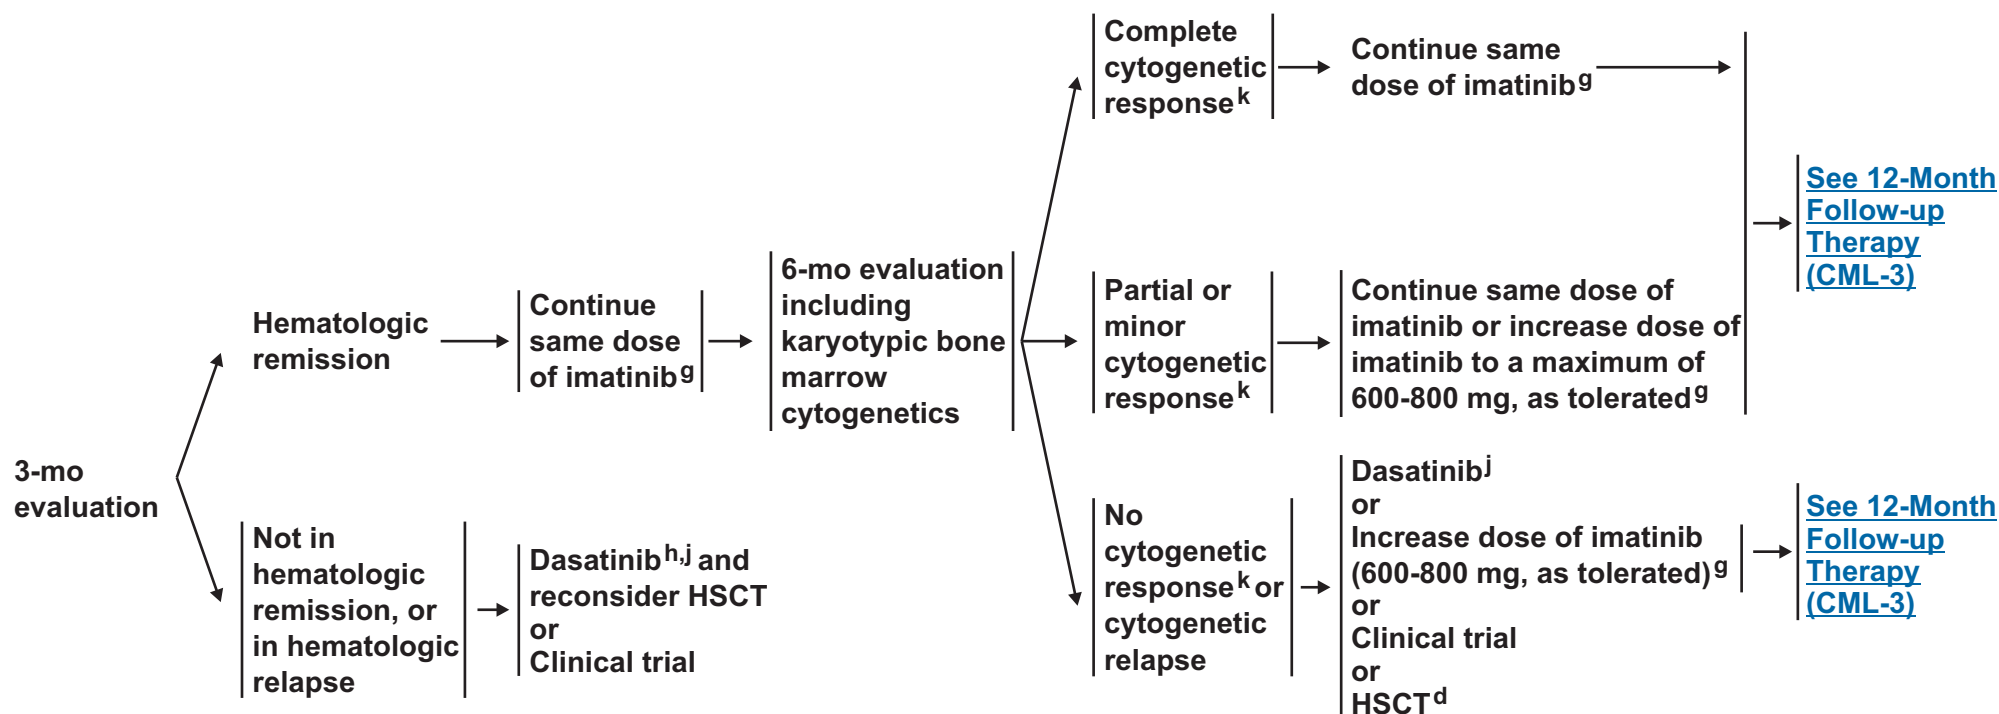 3-mo
evaluation
Hematologic
remission
Continue
same dose
of imatinib g
6-mo evaluation
including
karyotypic bone
marrow
cytogenetics
Complete
cytogenetic
response k
Continue same
dose of imatinib g
Partial or
minor
cytogenetic
response k
Continue same dose of
imatinib or increase dose of
imatinib to a maximum of
600-800 mg, as tolerated g
See 12-Month
Follow-up
Therapy
(CML-3)
No
cytogenetic
response k or
cytogenetic
relapse
Dasatinib j
or
Increase dose of imatinib
(600-800 mg, as tolerated) g
or
Clinical trial
or
HSCT d
See 12-Month
Follow-up
Therapy
(CML-3)
Not in
hematologic
remission, or
in hematologic
relapse
Dasatinib h,j and
reconsider HSCT
or
Clinical trial